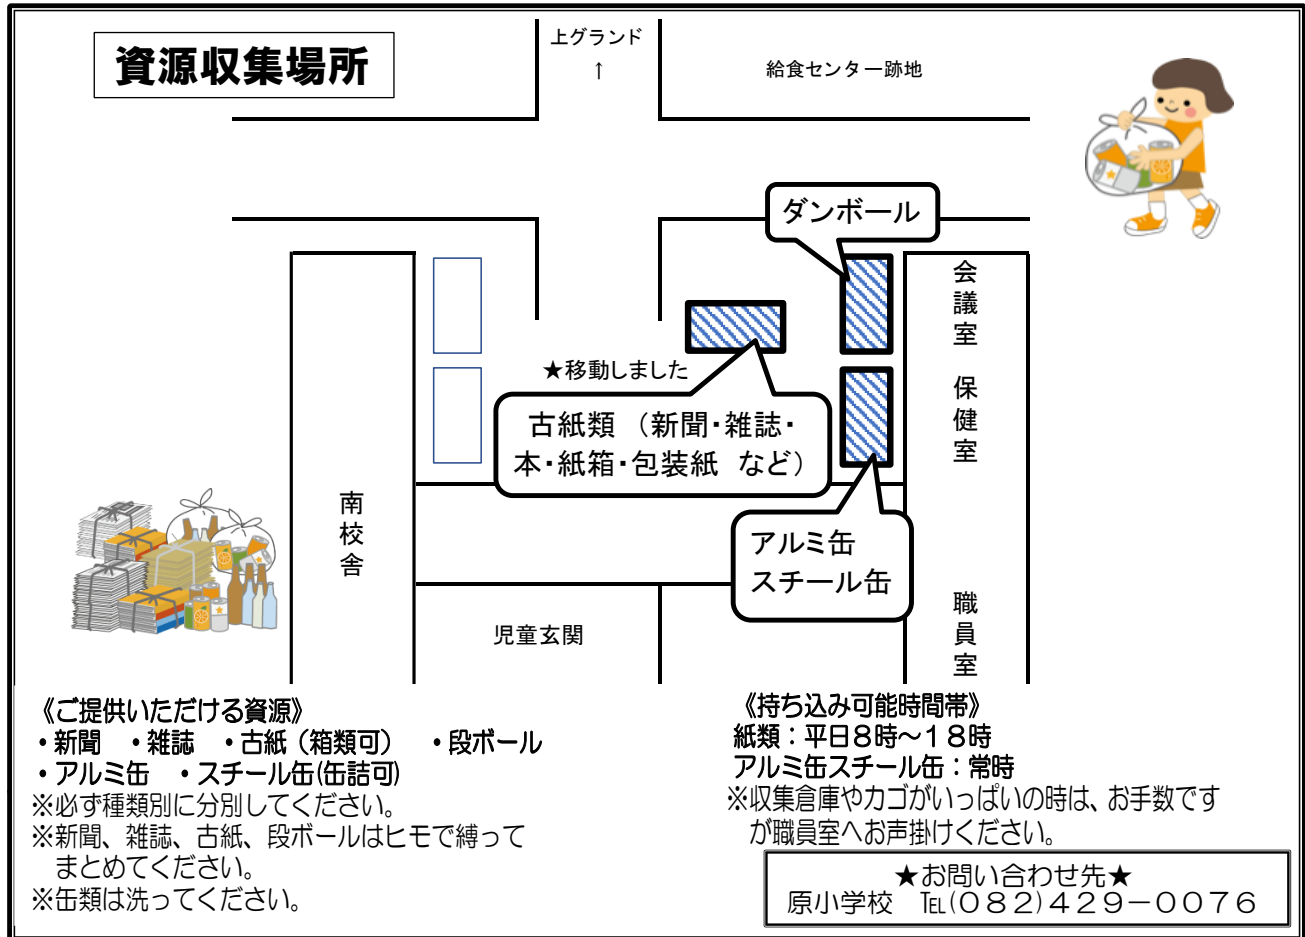 資源収集場所
上グランド
↑
給食センター跡地
ダンボール
会議室
★移動しました
保健室
古紙類 (新聞・雑誌・
本・紙箱・包装紙 など)
南校舎
アルミ缶
スチール缶
職員室
児童玄関
《ご提供いただける資源》
・新聞 ・雑誌 ・古紙(箱類可) ・段ボール
・アルミ缶 ・スチール缶(缶詰可)
※必ず種類別に分別してください。
※新聞、雑誌、古紙、段ボールはヒモで縛って
まとめてください。
※缶類は洗ってください。
《持ち込み可能時間帯》
紙類:平日8時~18時
アルミ缶スチール缶:常時
※収集倉庫やカゴがいっぱいの時は、お手数です
が職員室へお声掛けください。
★お問い合わせ先★
原小学校 ℡(082)429-0076